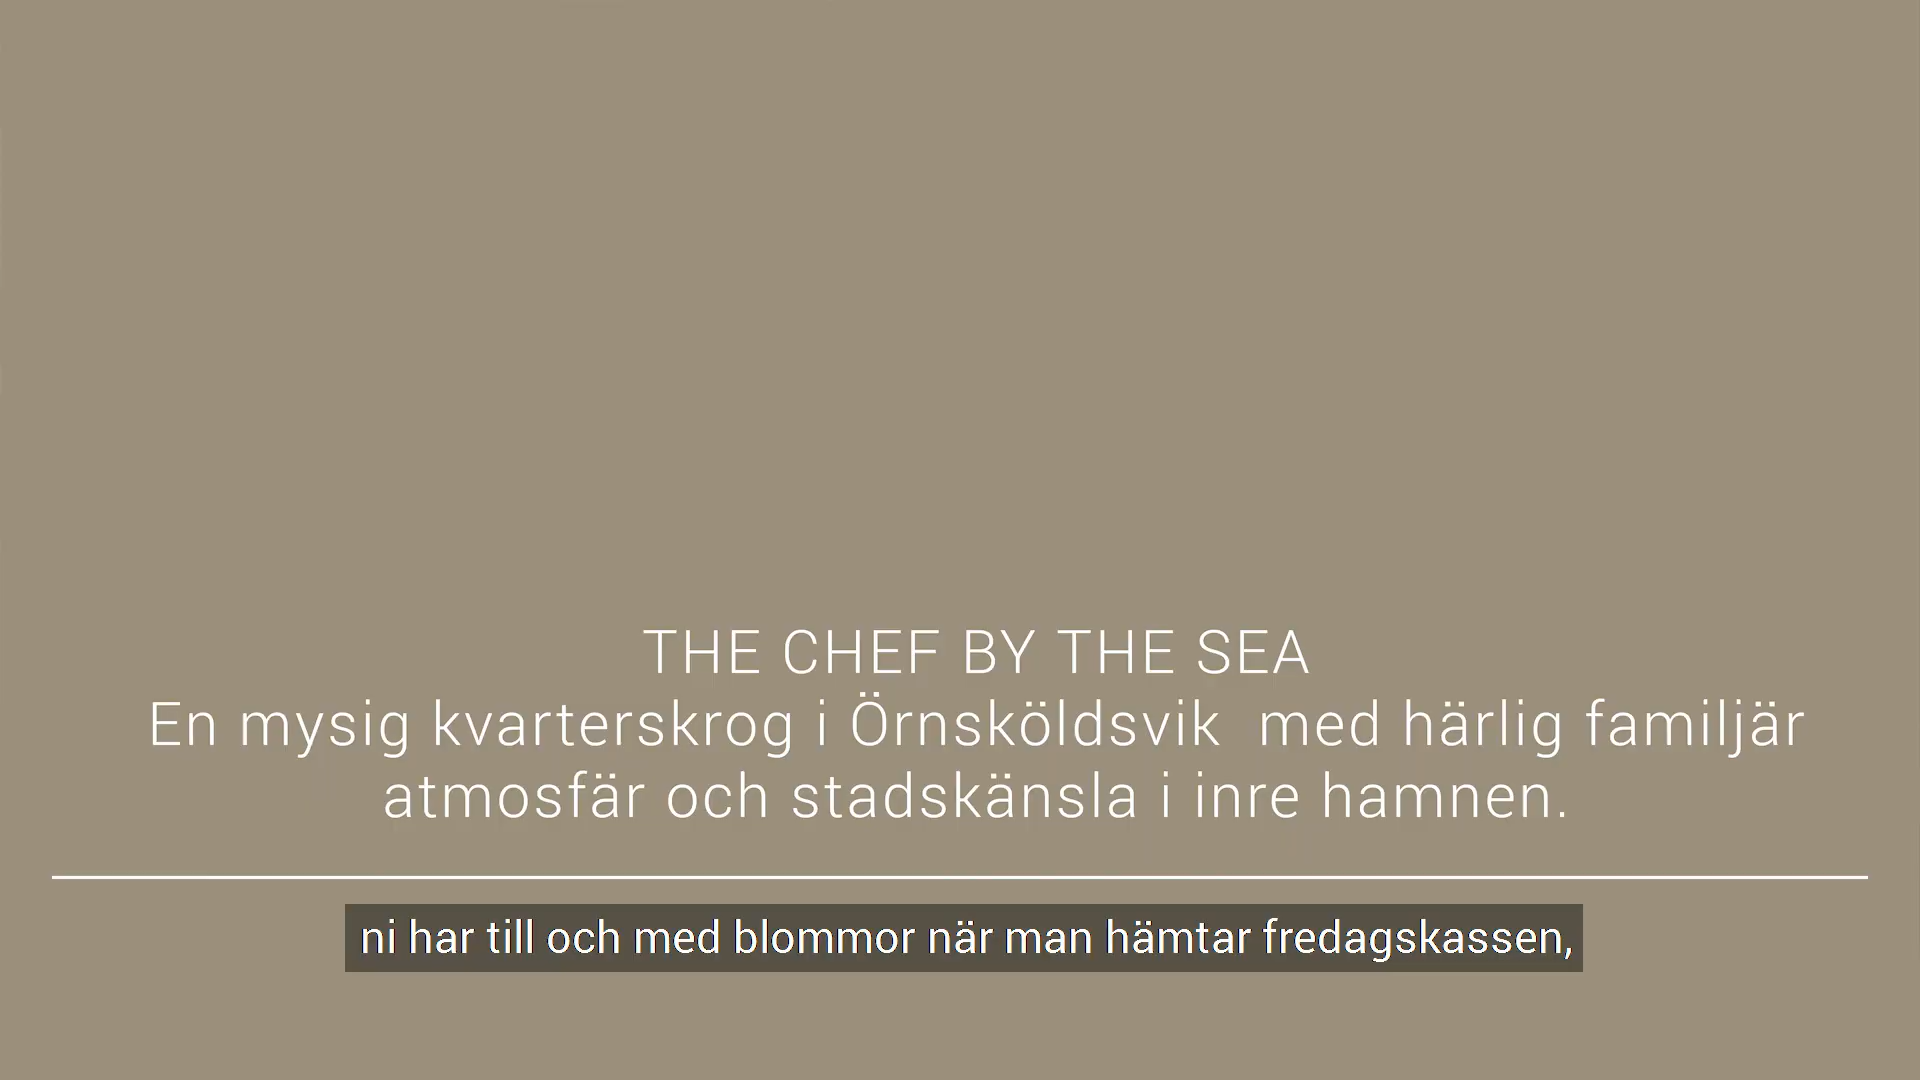 THE CHEF BY THE SEA
En mysig kvarterskrog i Örnsköldsvik  med härlig familjär
atmosfär och stadskänsla i inre hamnen.
ni har till och med blommor när man hämtar fredagskassen,